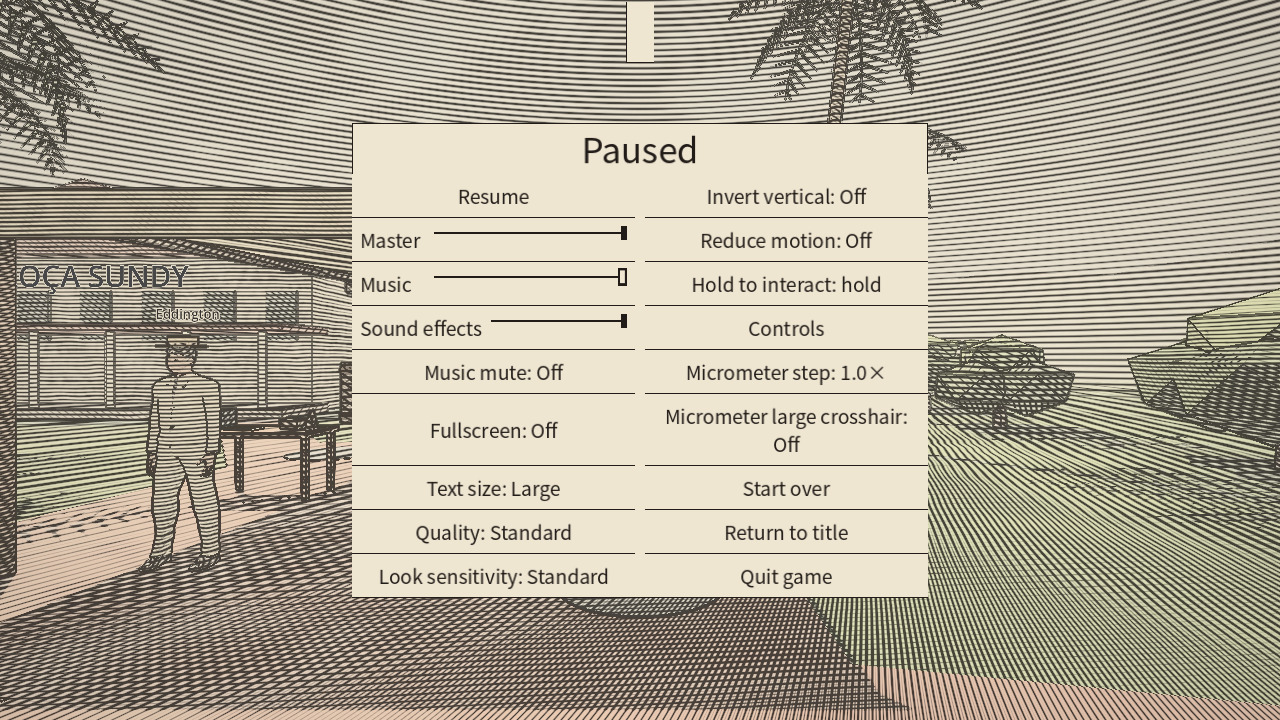 Paused
Resume
Master
Music
Sound effects
Music mute: Off
Fullscreen: Off
Text size: Large
Quality: Standard
Look sensitivity: Standard
Invert vertical: Off
Reduce motion: Off
Hold to interact: hold
Controls
Micrometer step: 1.0×
Micrometer large crosshair:
Off
Start over
Return to title
Quit game
OÇA SUNDY
Eddington